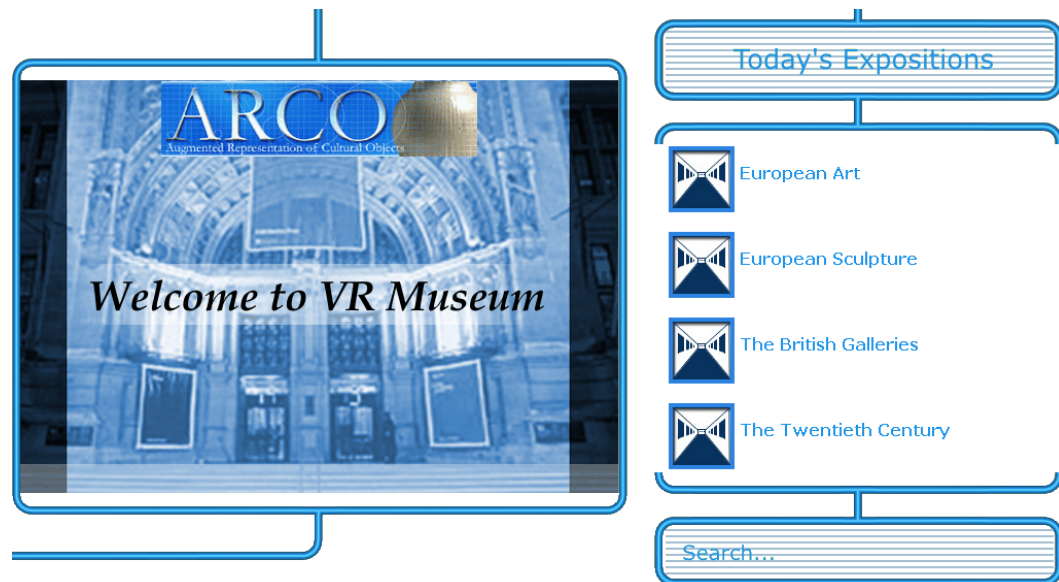 ARCO
Augmented Representation of Cultural Objects
Welcome to VR Museum
Today's Expositions
European Art
European Sculpture
The British Galleries
The Twentieth Century
Search...